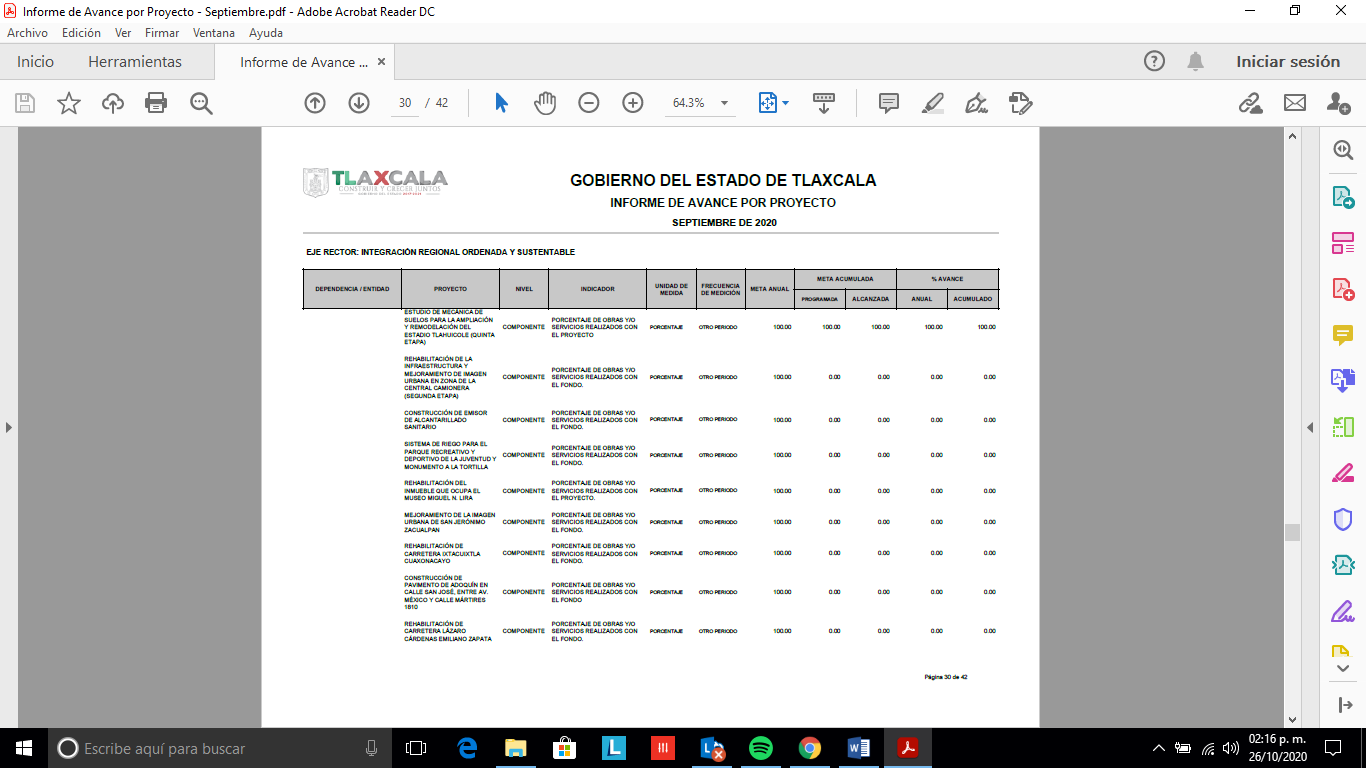 Informe de Avance por Proyecto - Septiembre.pdf - Adobe Acrobat Reader DC
Archivo Edición Ver Firmar Ventana Ayuda
Inicio Herramientas Informe de Avance ... Iniciar sesión
30 / 42 64.3%
TLAXCALA
CONSTRUIR Y CRECER JUNTOS
GOBIERNO DEL ESTADO DE TLAXCALA
INFORME DE AVANCE POR PROYECTO
SEPTIEMBRE DE 2020
EJE RECTOR: INTEGRACIÓN REGIONAL ORDENADA Y SUSTENTABLE
DEPENDENCIA / ENTIDAD PROYECTO NIVEL INDICADOR UNIDAD DE MEDIDA FRECUENCIA DE MEDICIÓN META ANUAL META ACUMULADA % AVANCE
PROGRAMADA ALCANZADA ANUAL ACUMULADO
ESTUDIO DE MECÁNICA DE
SUELOS PARA LA AMPLIACIÓN PORCENTAJE DE OBRAS Y/O
Y REMODELACIÓN DEL COMPONENTE SERVICIOS REALIZADOS CON PORCENTAJE OTRO PERIODO 100.00 100.00 100.00 100.00 100.00
ESTADIO TLAHUICOLE (QUINTA EL PROYECTO
ETAPA)
REHABILITACIÓN DE LA
INFRAESTRUCTURA Y PORCENTAJE DE OBRAS Y/O
MEJORAMIENTO DE IMAGEN COMPONENTE SERVICIOS REALIZADOS CON PORCENTAJE OTRO PERIODO 100.00 0.00 0.00 0.00 0.00
URBANA EN ZONA DE LA EL FONDO.
CENTRAL CAMIONERA
(SEGUNDA ETAPA)
CONSTRUCCIÓN DE EMISOR PORCENTAJE DE OBRAS Y/O
DE ALCANTARILLADO COMPONENTE SERVICIOS REALIZADOS CON PORCENTAJE OTRO PERIODO 100.00 0.00 0.00 0.00 0.00
SANITARIO EL FONDO.
SISTEMA DE RIEGO PARA EL
PARQUE RECREATIVO Y PORCENTAJE DE OBRAS Y/O
DEPORTIVO DE LA JUVENTUD Y COMPONENTE SERVICIOS REALIZADOS CON PORCENTAJE OTRO PERIODO 100.00 0.00 0.00 0.00 0.00
MONUMENTO A LA TORTILLA EL FONDO.
REHABILITACIÓN DEL PORCENTAJE DE OBRAS Y/O
INMUEBLE QUE OCUPA EL COMPONENTE SERVICIOS REALIZADOS CON PORCENTAJE OTRO PERIODO 100.00 0.00 0.00 0.00 0.00
MUSEO MIGUEL N. LIRA EL PROYECTO.
MEJORAMIENTO DE LA IMAGEN PORCENTAJE DE OBRAS Y/O
URBANA DE SAN JERÓNIMO COMPONENTE SERVICIOS REALIZADOS CON PORCENTAJE OTRO PERIODO 100.00 0.00 0.00 0.00 0.00
ZACUALPAN EL FONDO.
REHABILITACIÓN DE PORCENTAJE DE OBRAS Y/O
CARRETERA IXTACUIXTLA COMPONENTE SERVICIOS REALIZADOS CON PORCENTAJE OTRO PERIODO 100.00 0.00 0.00 0.00 0.00
CUAXONACAYO EL FONDO.
CONSTRUCCIÓN DE
PAVIMENTO DE ADOQUÍN EN PORCENTAJE DE OBRAS Y/O
CALLE SAN JOSÉ, ENTRE AV. COMPONENTE SERVICIOS REALIZADOS CON PORCENTAJE OTRO PERIODO 100.00 0.00 0.00 0.00 0.00
MÉXICO Y CALLE MÁRTIRES EL FONDO
1810
REHABILITACIÓN DE PORCENTAJE DE OBRAS Y/O
CARRETERA LÁZARO COMPONENTE SERVICIOS REALIZADOS CON PORCENTAJE OTRO PERIODO 100.00 0.00 0.00 0.00 0.00
CÁRDENAS EMILIANO ZAPATA EL FONDO.
Página 30 de 42
Escribe aquí para buscar
02:16 p. m.
26/10/2020